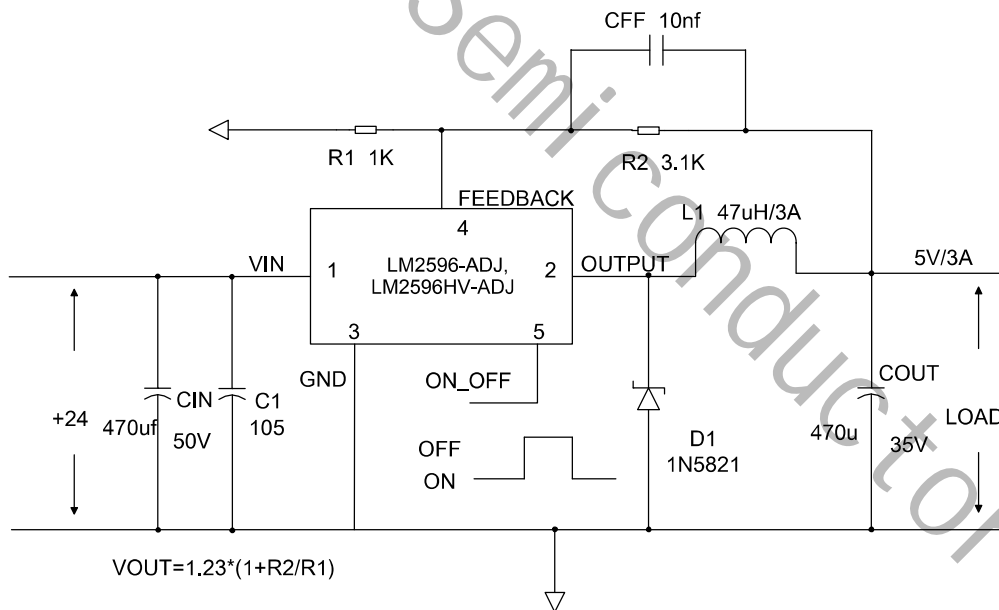 CFF 10nf
R1 1K
R2 3.1K
FEEDBACK
4
L1 47uH/3A
VIN
1
LM2596-ADJ,
LM2596HV-ADJ
2
OUTPUT
5V/3A
3
5
GND
ON_OFF
+24
470uf
CIN
50V
C1
105
OFF
ON
D1
1N5821
COUT
470u
35V
LOAD
VOUT=1.23*(1+R2/R1)
semi conductor